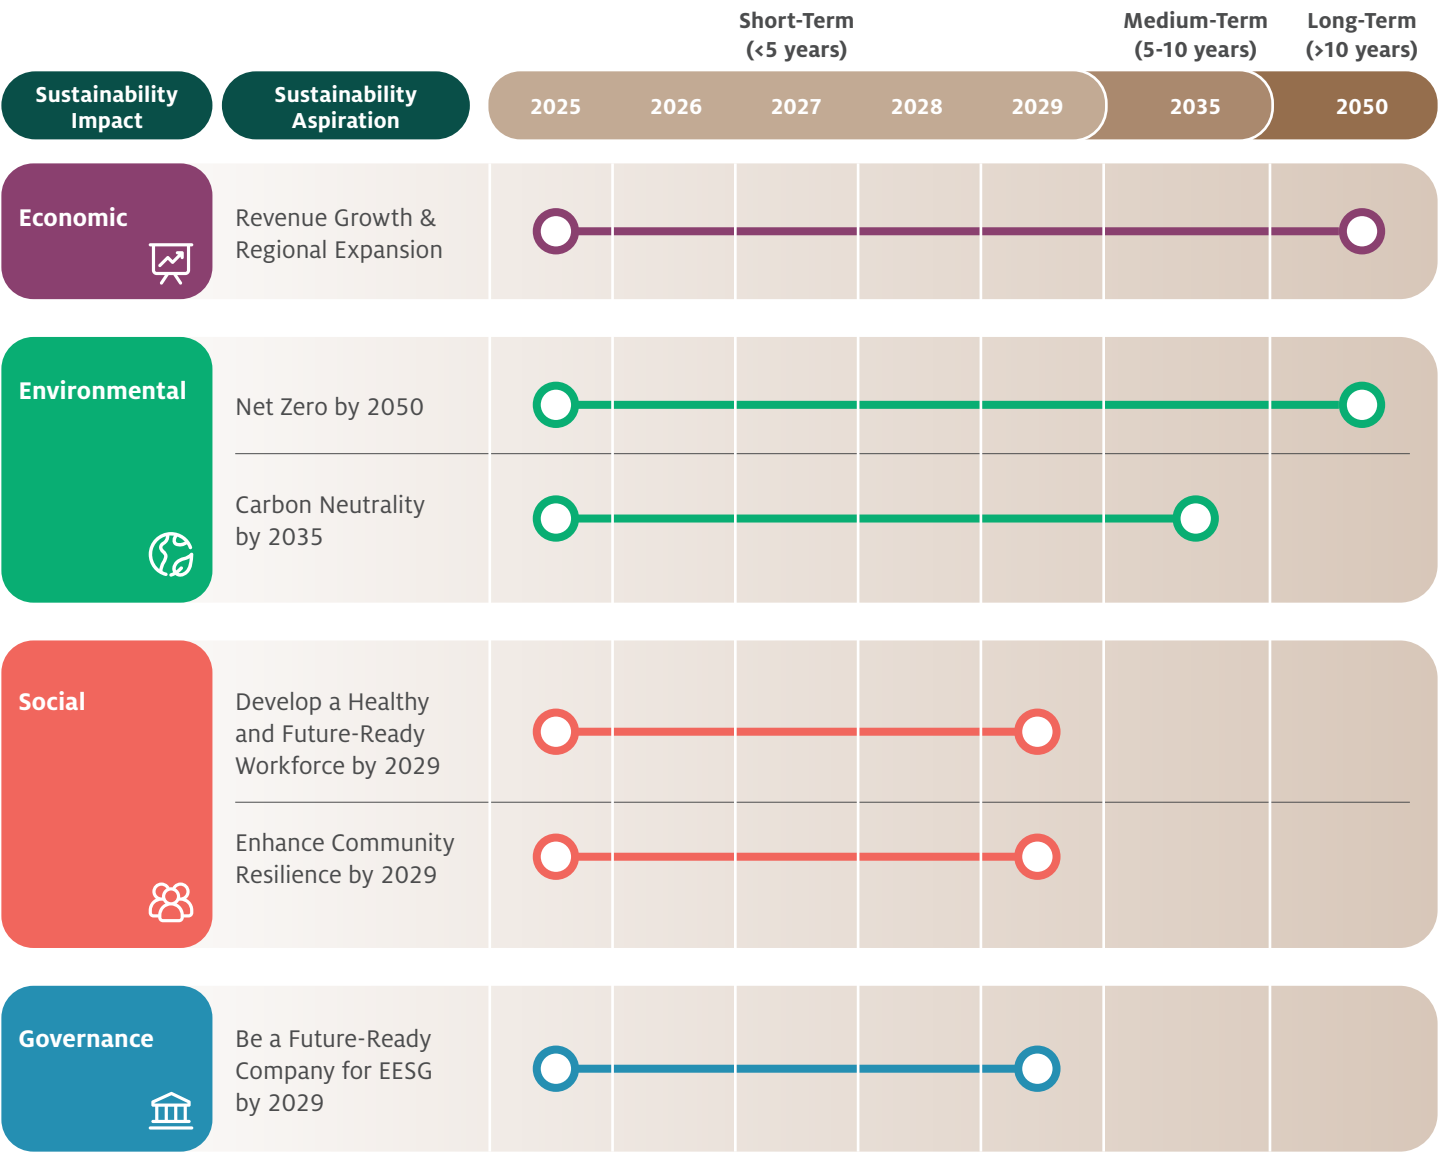 Short-Term
(<5 years)
Medium-Term
(5-10 years)
Long-Term
(>10 years)
Sustainability
Impact
Sustainability
Aspiration
2025
2026
2027
2028
2029
2035
2050
Economic
Revenue Growth &
Regional Expansion
Environmental
Net Zero by 2050
Carbon Neutrality
by 2035
Social
Develop a Healthy
and Future-Ready
Workforce by 2029
Enhance Community
Resilience by 2029
Governance
Be a Future-Ready
Company for EESG
by 2029